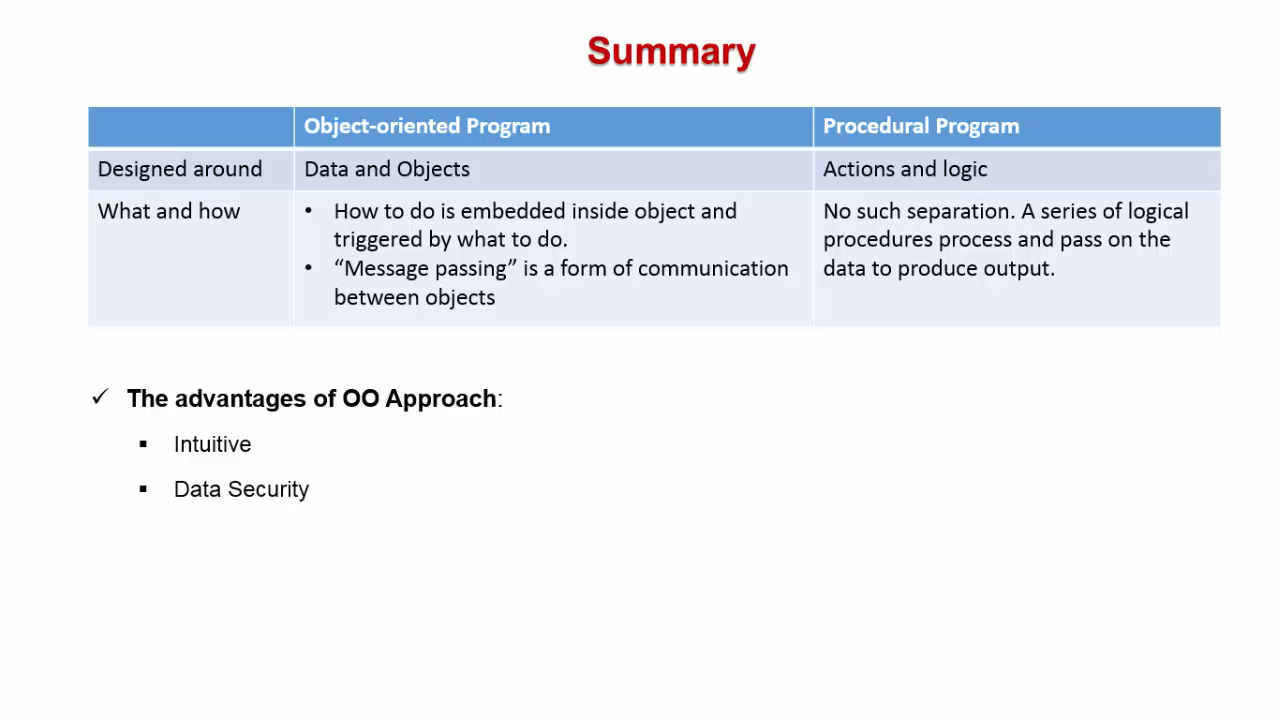 Summary
Object-oriented Program Procedural Program
Designed around Data and Objects Actions and logic
What and how
• How to do is embedded inside object and
triggered by what to do.
• “Message passing” is a form of communication
between objects
No such separation. A series of logical
procedures process and pass on the
data to produce output.
✓ The advantages of OO Approach:
▪ Intuitive
▪ Data Security